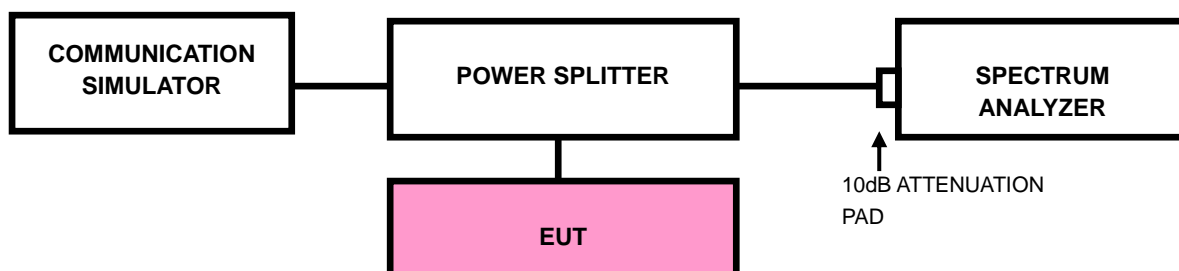 COMMUNICATION
SIMULATOR
POWER SPLITTER
SPECTRUM
ANALYZER
10dB ATTENUATION
PAD
EUT